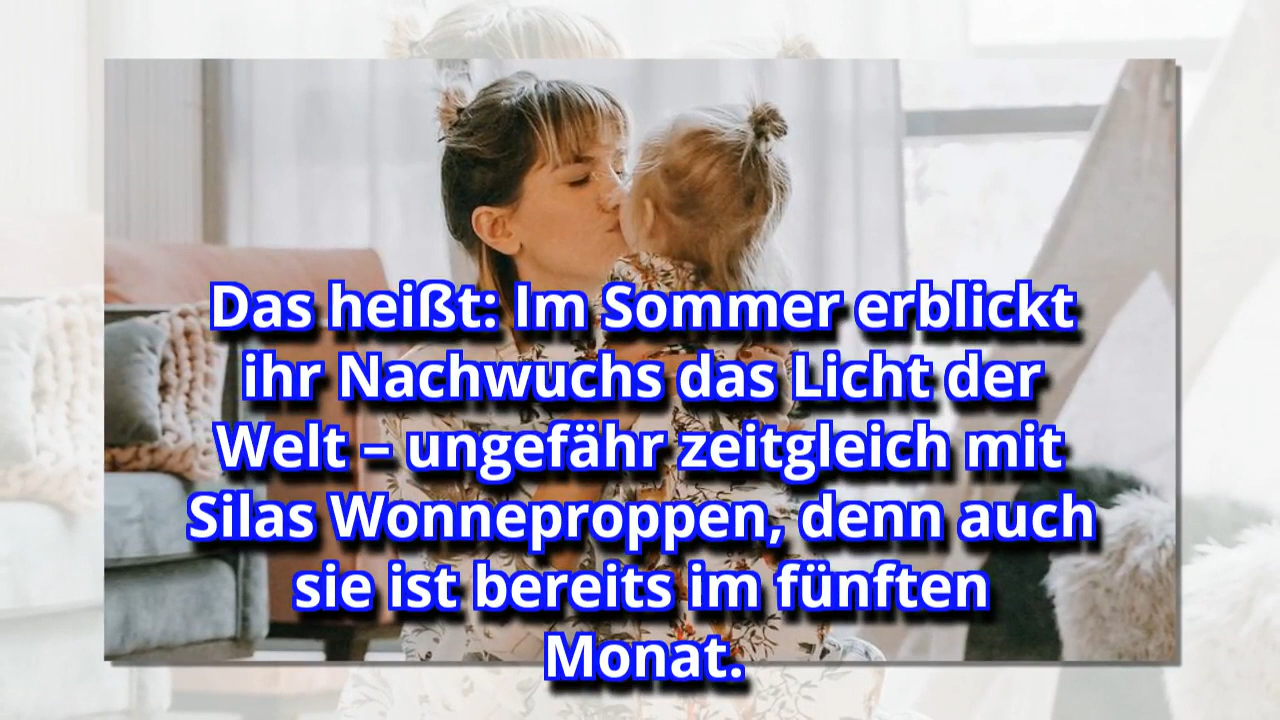 Das heißt: Im Sommer erblickt
ihr Nachwuchs das Licht der
Welt – ungefähr zeitgleich mit
Silas Wonneproppen, denn auch
sie ist bereits im fünften
Monat.